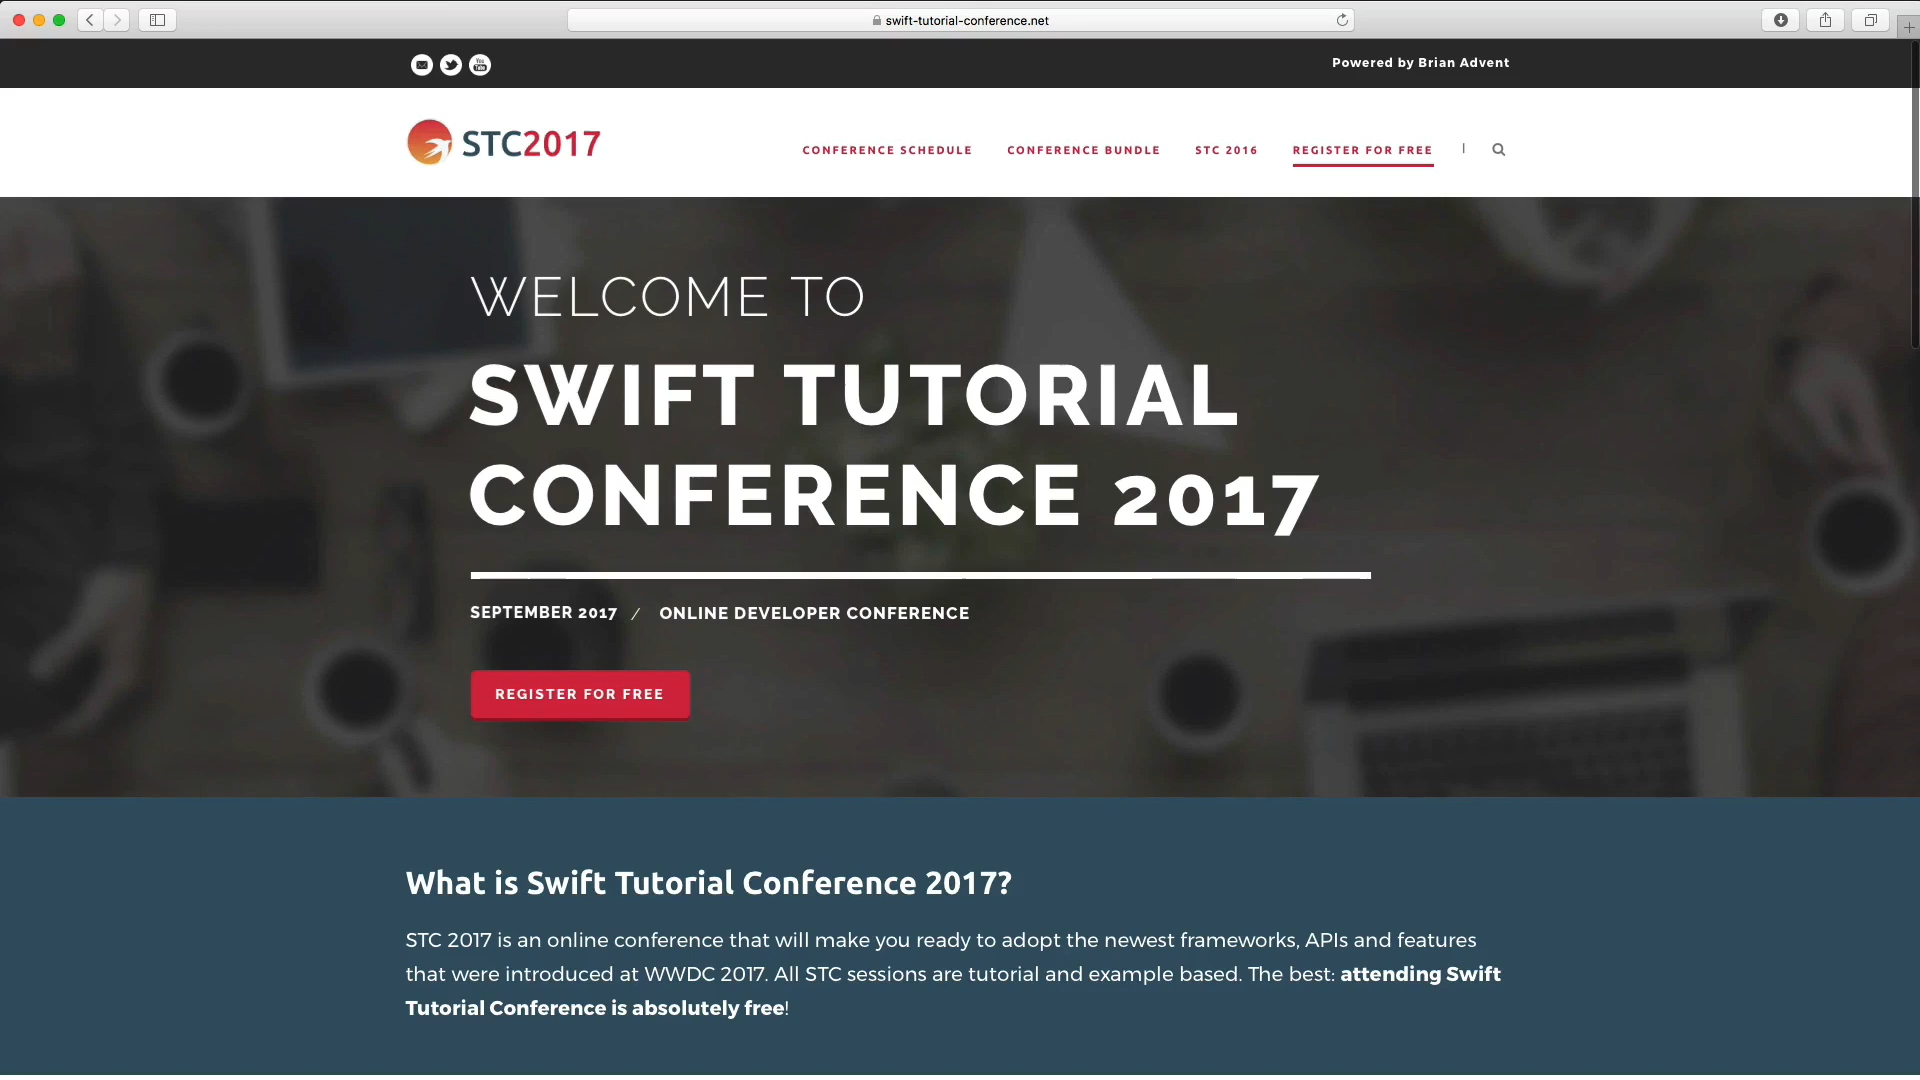 swift-tutorial-conference.net
Powered by Brian Advent
STC2017
CONFERENCE SCHEDULE
CONFERENCE BUNDLE
STC 2016
REGISTER FOR FREE
WELCOME TO
SWIFT TUTORIAL
CONFERENCE 2017
SEPTEMBER 2017 / ONLINE DEVELOPER CONFERENCE
REGISTER FOR FREE
What is Swift Tutorial Conference 2017?
STC 2017 is an online conference that will make you ready to adopt the newest frameworks, APIs and features
that were introduced at WWDC 2017. All STC sessions are tutorial and example based. The best: attending Swift
Tutorial Conference is absolutely free!